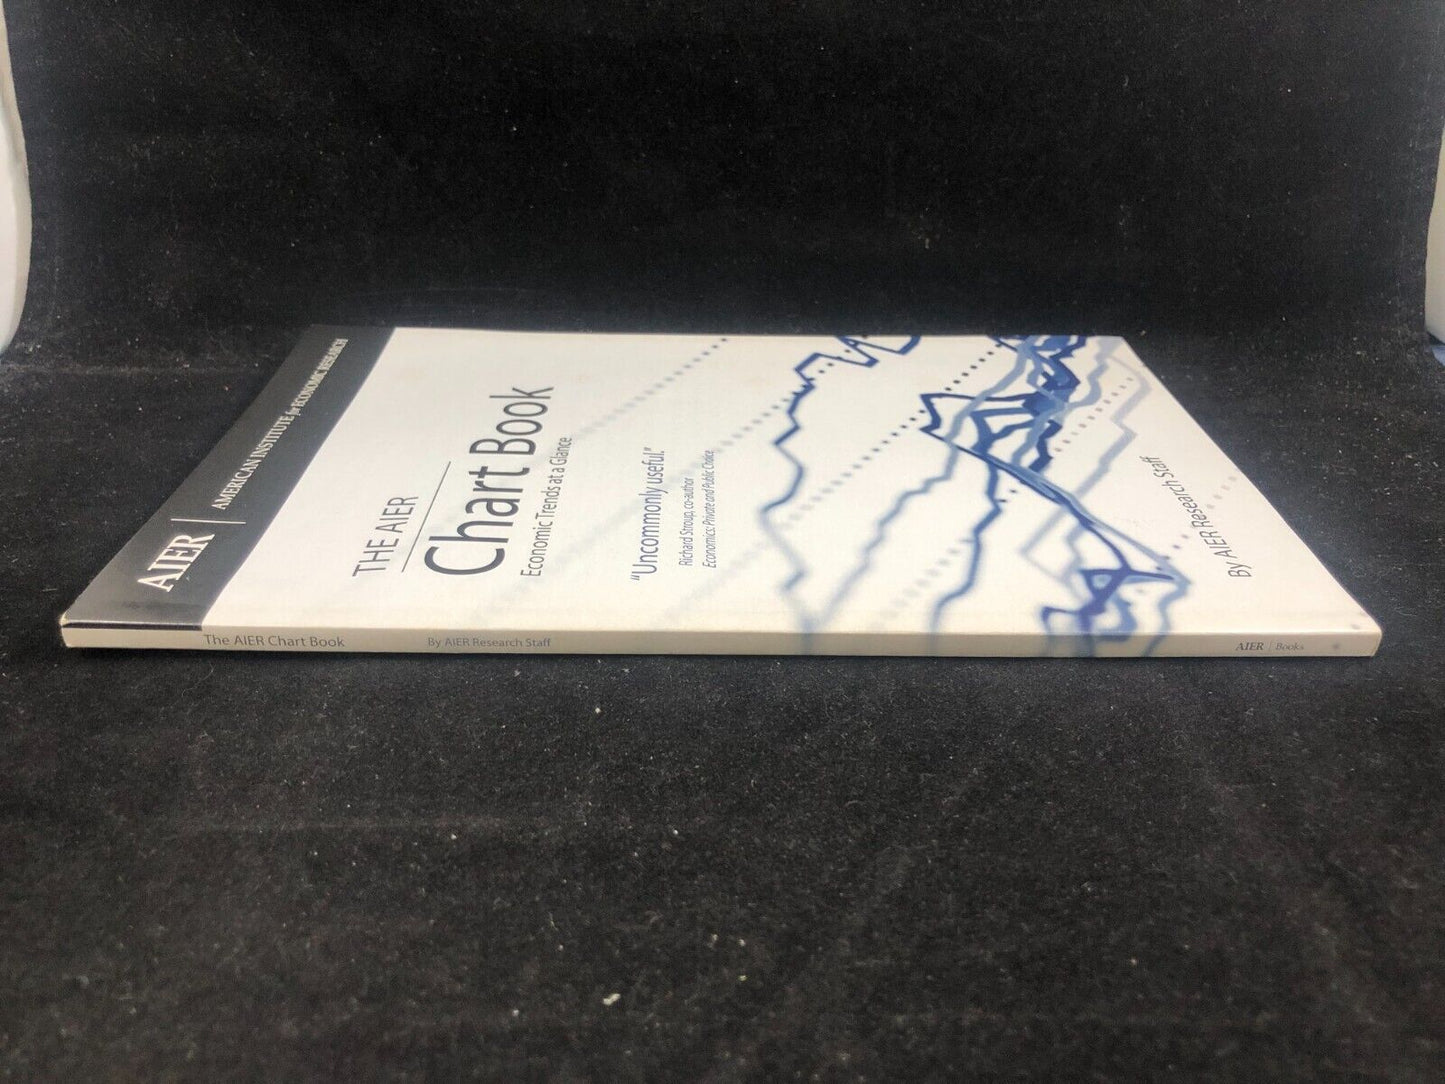 AIER | AMERICAN INSTITUTE for ECONOMIC RESEARCH
THE AIER
Chart Book
Economic Trends at a Glance
"Uncommonly useful."
Richard Stroup, co-author
Economics: Private and Public Choice
By AIER Research Staff
The AIER Chart Book By AIER Research Staff AIER | Books